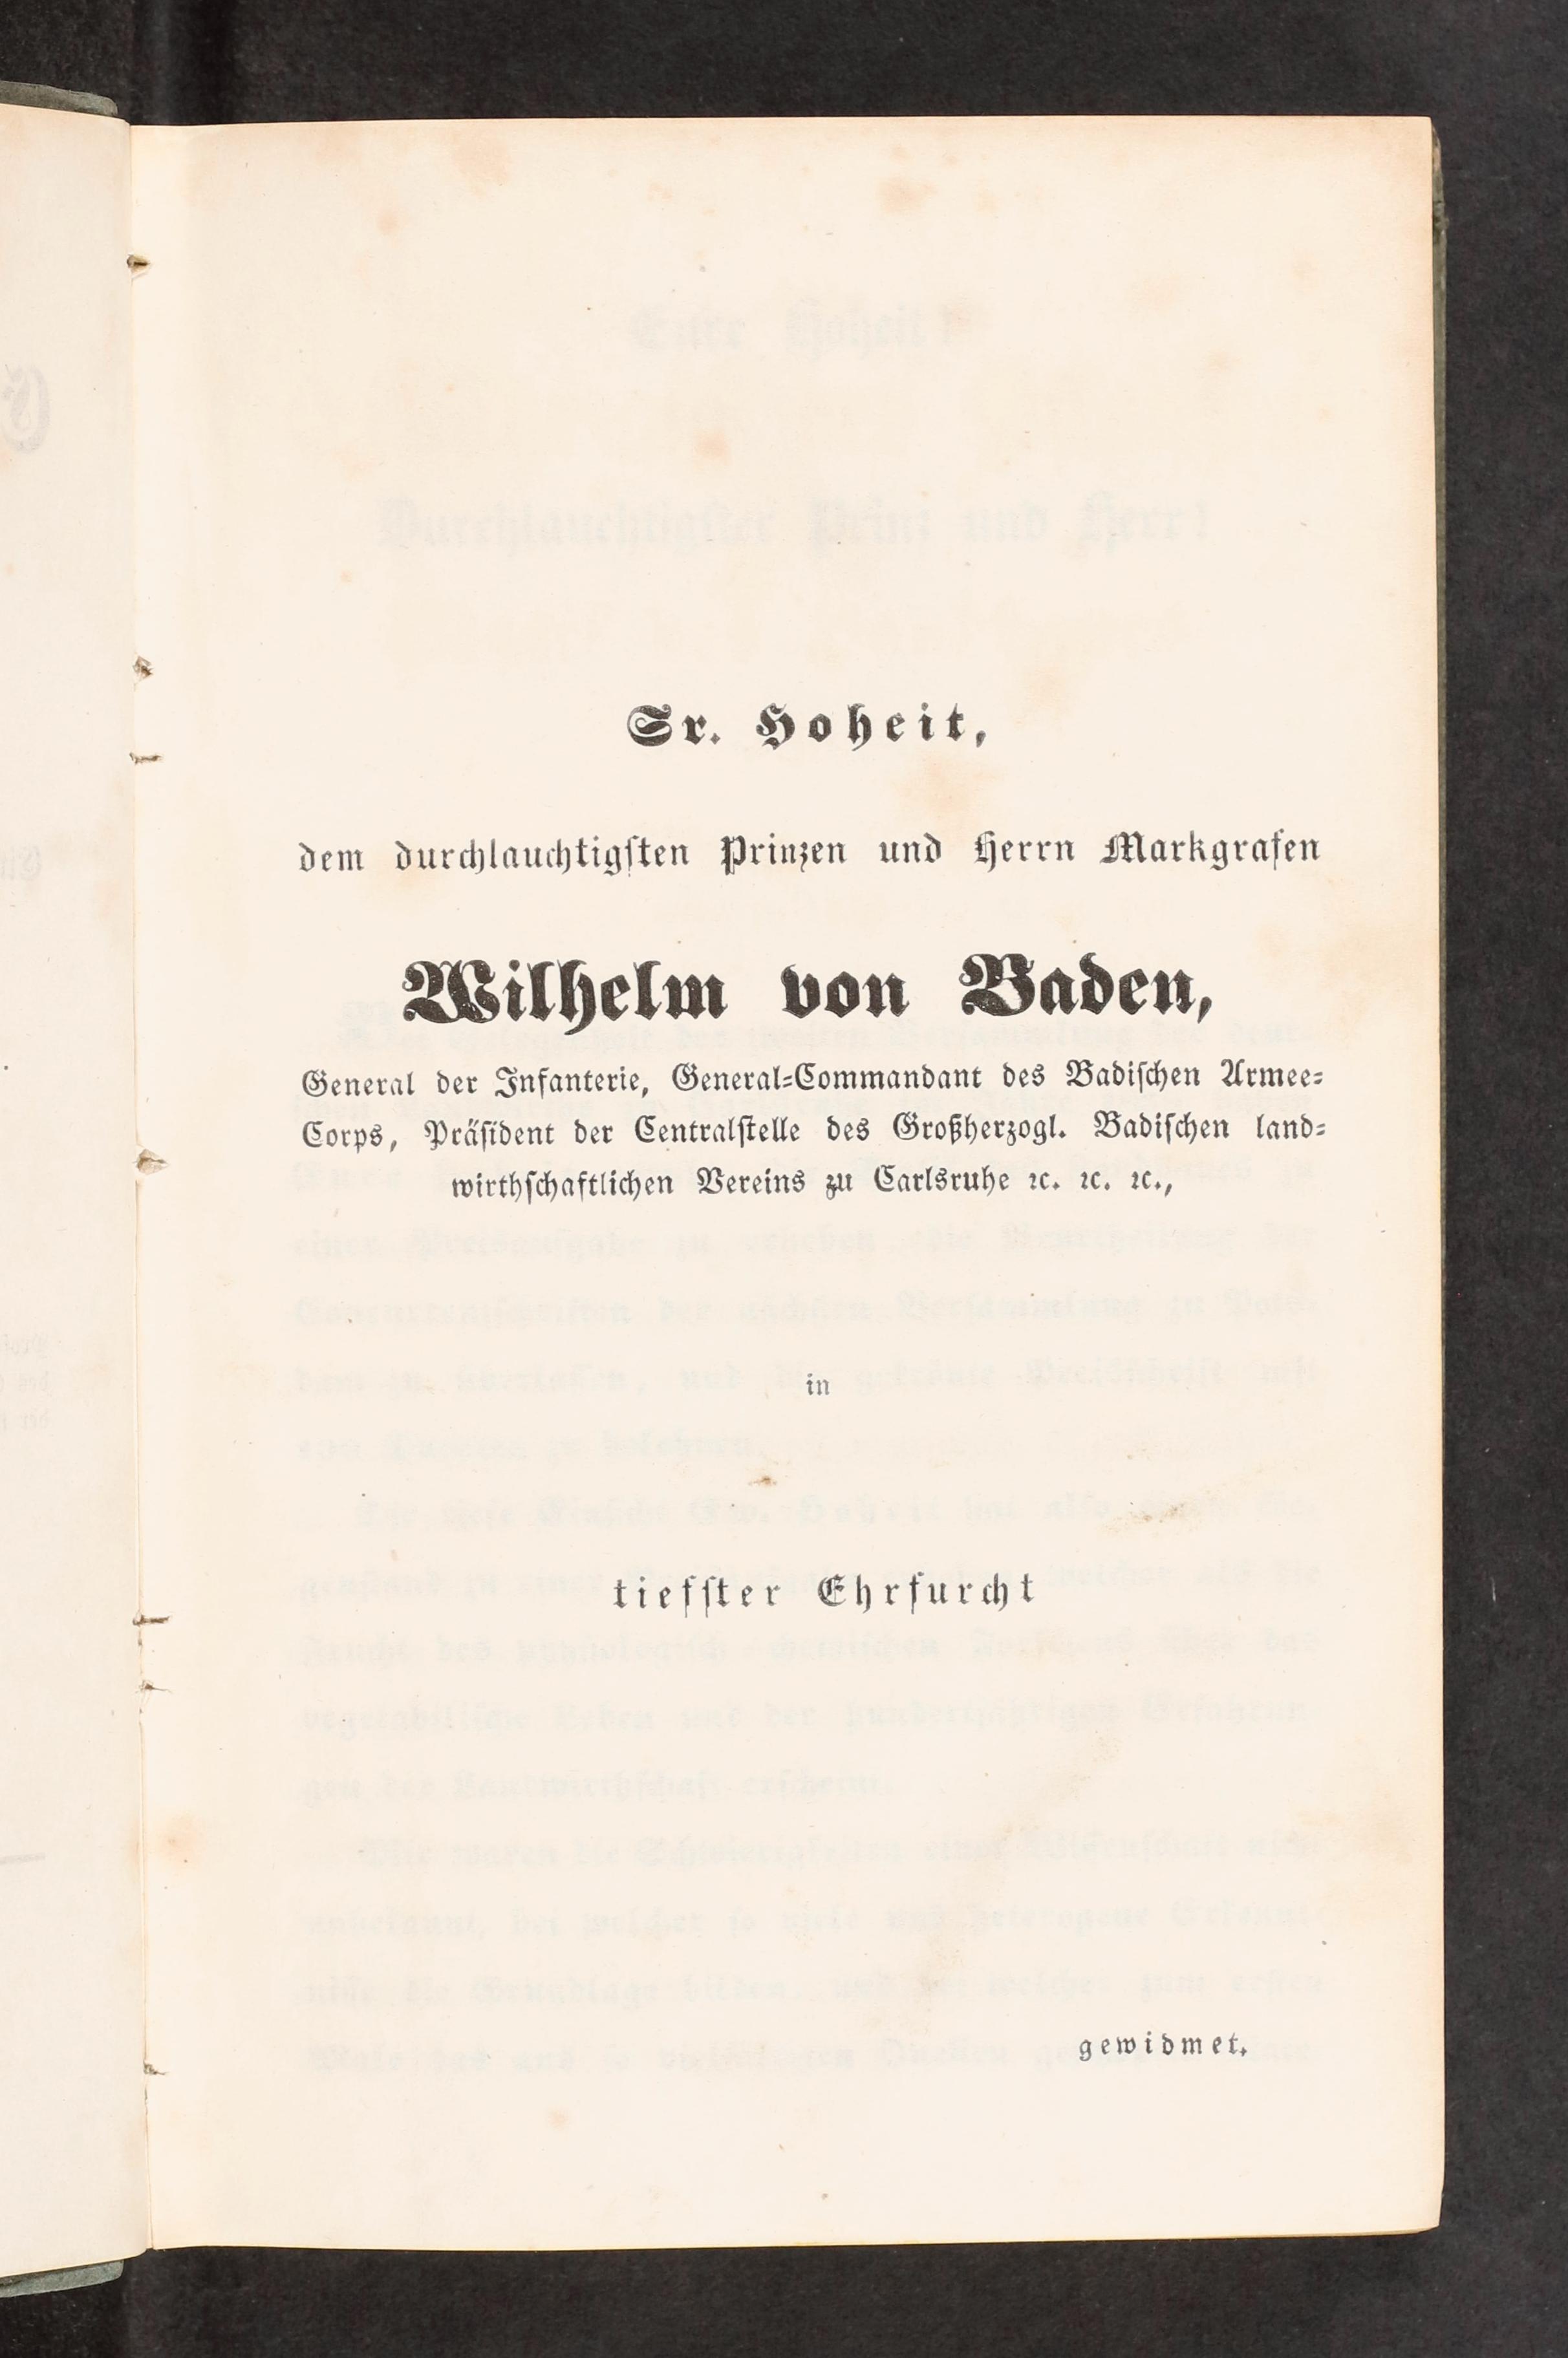 Sr. Hoheit,
dem durchlauchtigſten Prinzen und Herrn Markgrafen
Wilhelm von Baden,
General der Infanterie, General-Commandant des Badiſchen Armee-
Corps, Präſident der Centralſtelle des Großherzogl. Badiſchen land-
wirthſchaftlichen Vereins zu Carlsruhe ꝛc. ꝛc. ꝛc.,
in
tiefſter Ehrfurcht
gewidmet.